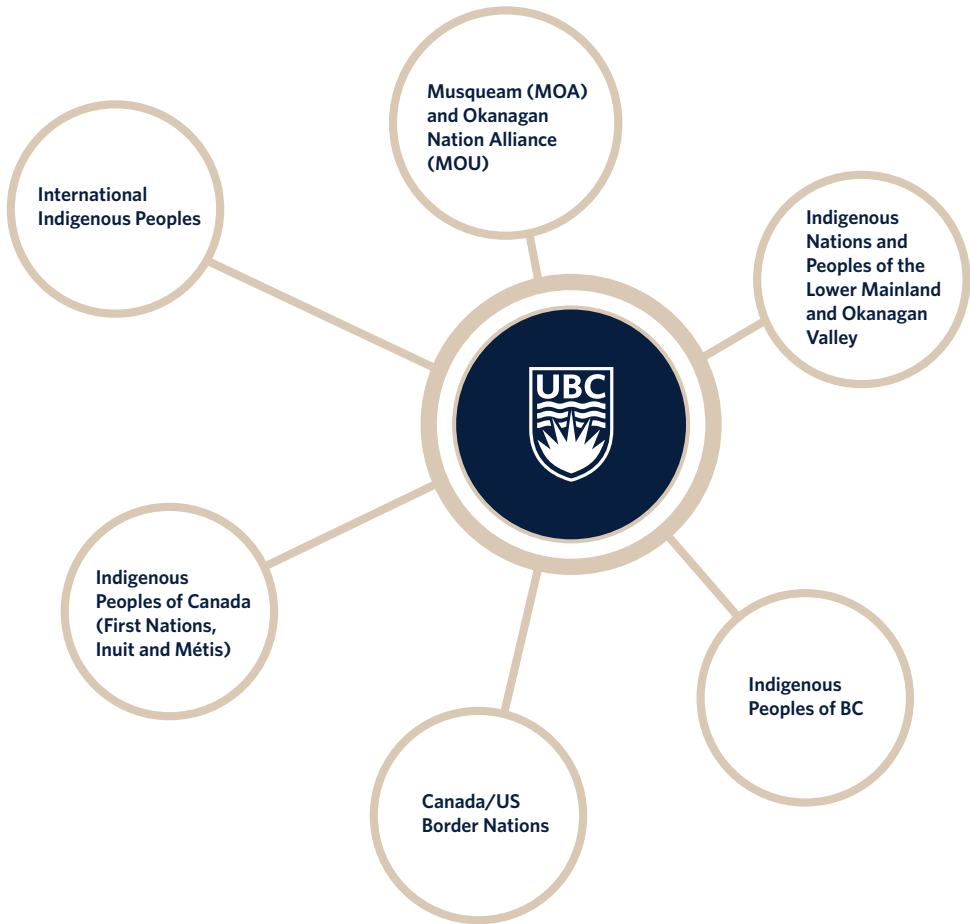 Musqueam (MOA)
and Okanagan
Nation Alliance
(MOU)
International
Indigenous Peoples
Indigenous
Nations and
Peoples of the
Lower Mainland
and Okanagan
Valley
UBC
Indigenous
Peoples of Canada
(First Nations,
Inuit and Métis)
Indigenous
Peoples of BC
Canada/US
Border Nations